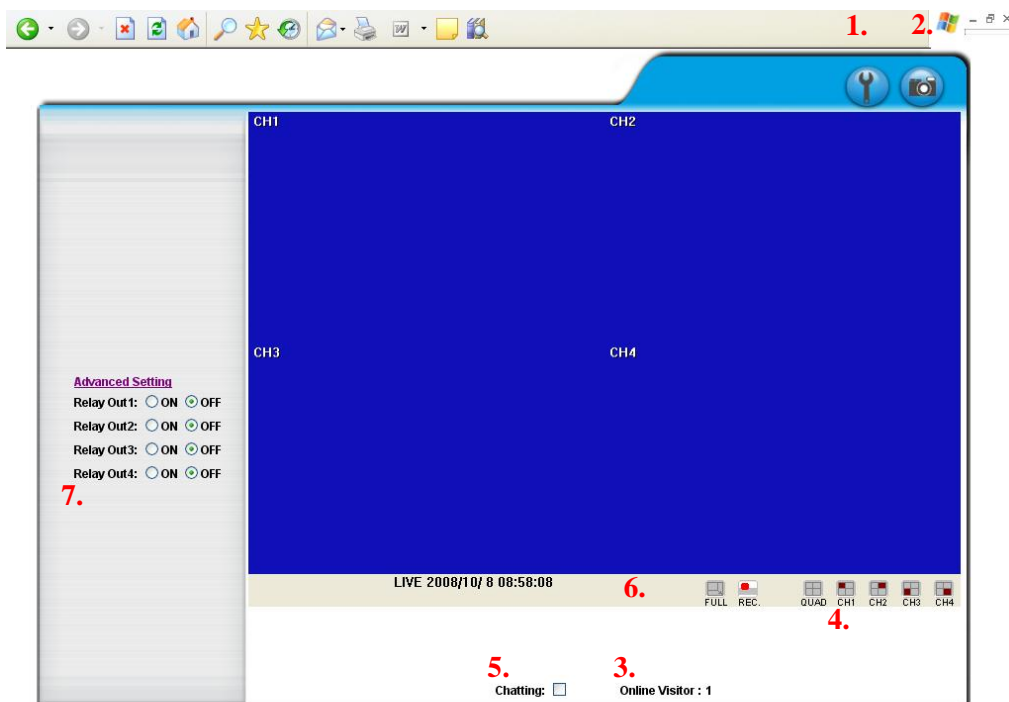 1. 2.
CH1 CH2
CH3 CH4
Advanced Setting
Relay Out1: ON OFF
Relay Out2: ON OFF
Relay Out3: ON OFF
Relay Out4: ON OFF
7.
LIVE 2008/10/ 8 08:58:08
6.
FULL REC. QUAD CH1 CH2 CH3 CH4
4.
5. 3.
Chatting: Online Visitor : 1